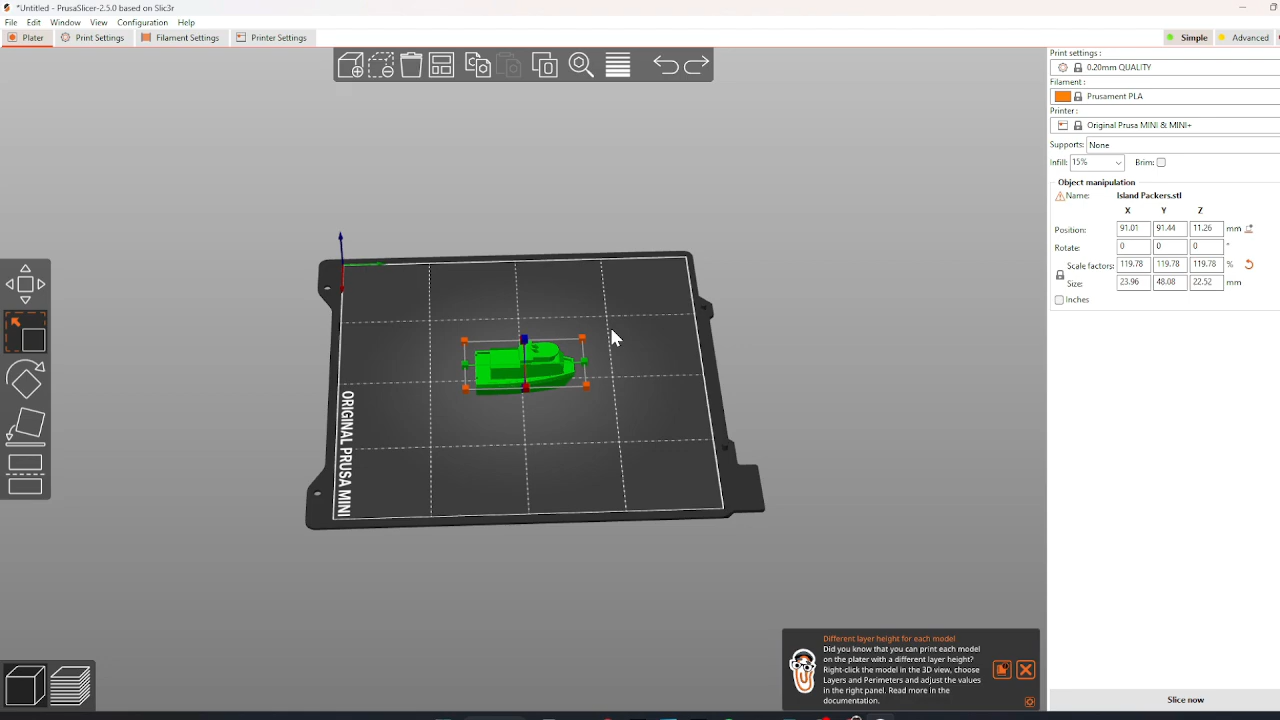 *Untitled - PrusaSlicer-2.5.0 based on Slic3r
File Edit Window View Configuration Help
Plater Print Settings Filament Settings Printer Settings Simple Advanced
Print settings :
0.20mm QUALITY
Filament :
Prusament PLA
Printer :
Original Prusa MINI & MINI+
Supports: None
Infill: 15% Brim:
Object manipulation
Name: Island Packers.stl
X Y Z
Position: 91.01 91.44 11.26 mm
Rotate: 0 0 0 °
Scale factors: 119.78 119.78 119.78 %
Size: 23.96 48.08 22.52 mm
Inches
ORIGINAL PRUSA MINI
Different layer height for each model
Did you know that you can print each model
on the plater with a different layer height?
Right-click the model in the 3D view, choose
Layers and Perimeters and adjust the values
in the right panel. Read more in the
documentation.
Slice now